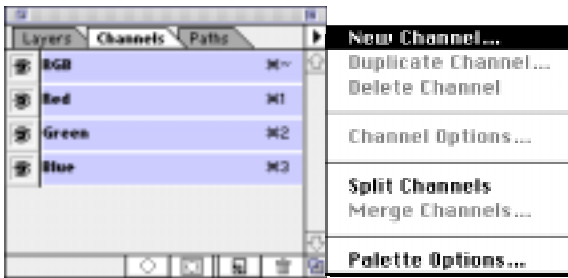 Layers Channels Paths
RGB ⌘~
Red ⌘1
Green ⌘2
Blue ⌘3
New Channel...
Duplicate Channel...
Delete Channel
Channel Options...
Split Channels
Merge Channels...
Palette Options...